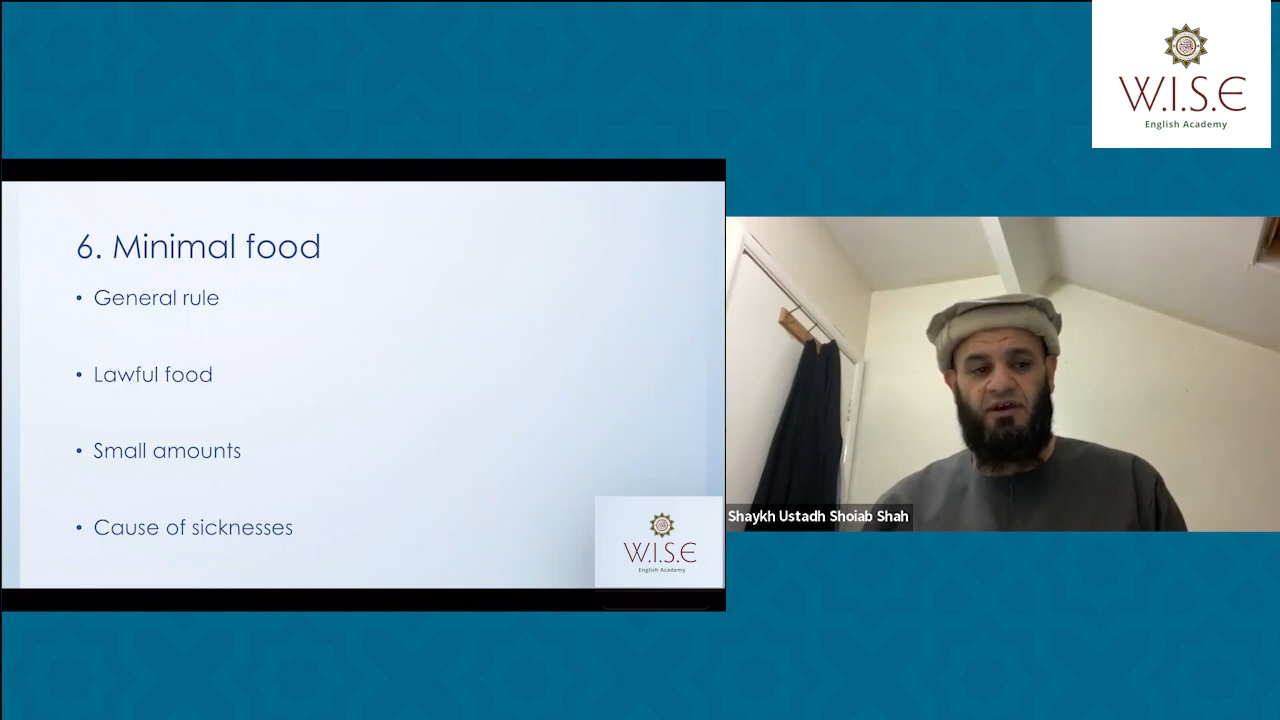 W.I.S.E
English Academy
6. Minimal food
• General rule
• Lawful food
• Small amounts
• Cause of sicknesses
W.I.S.E
English Academy
Shaykh Ustadh Shoiab Shah